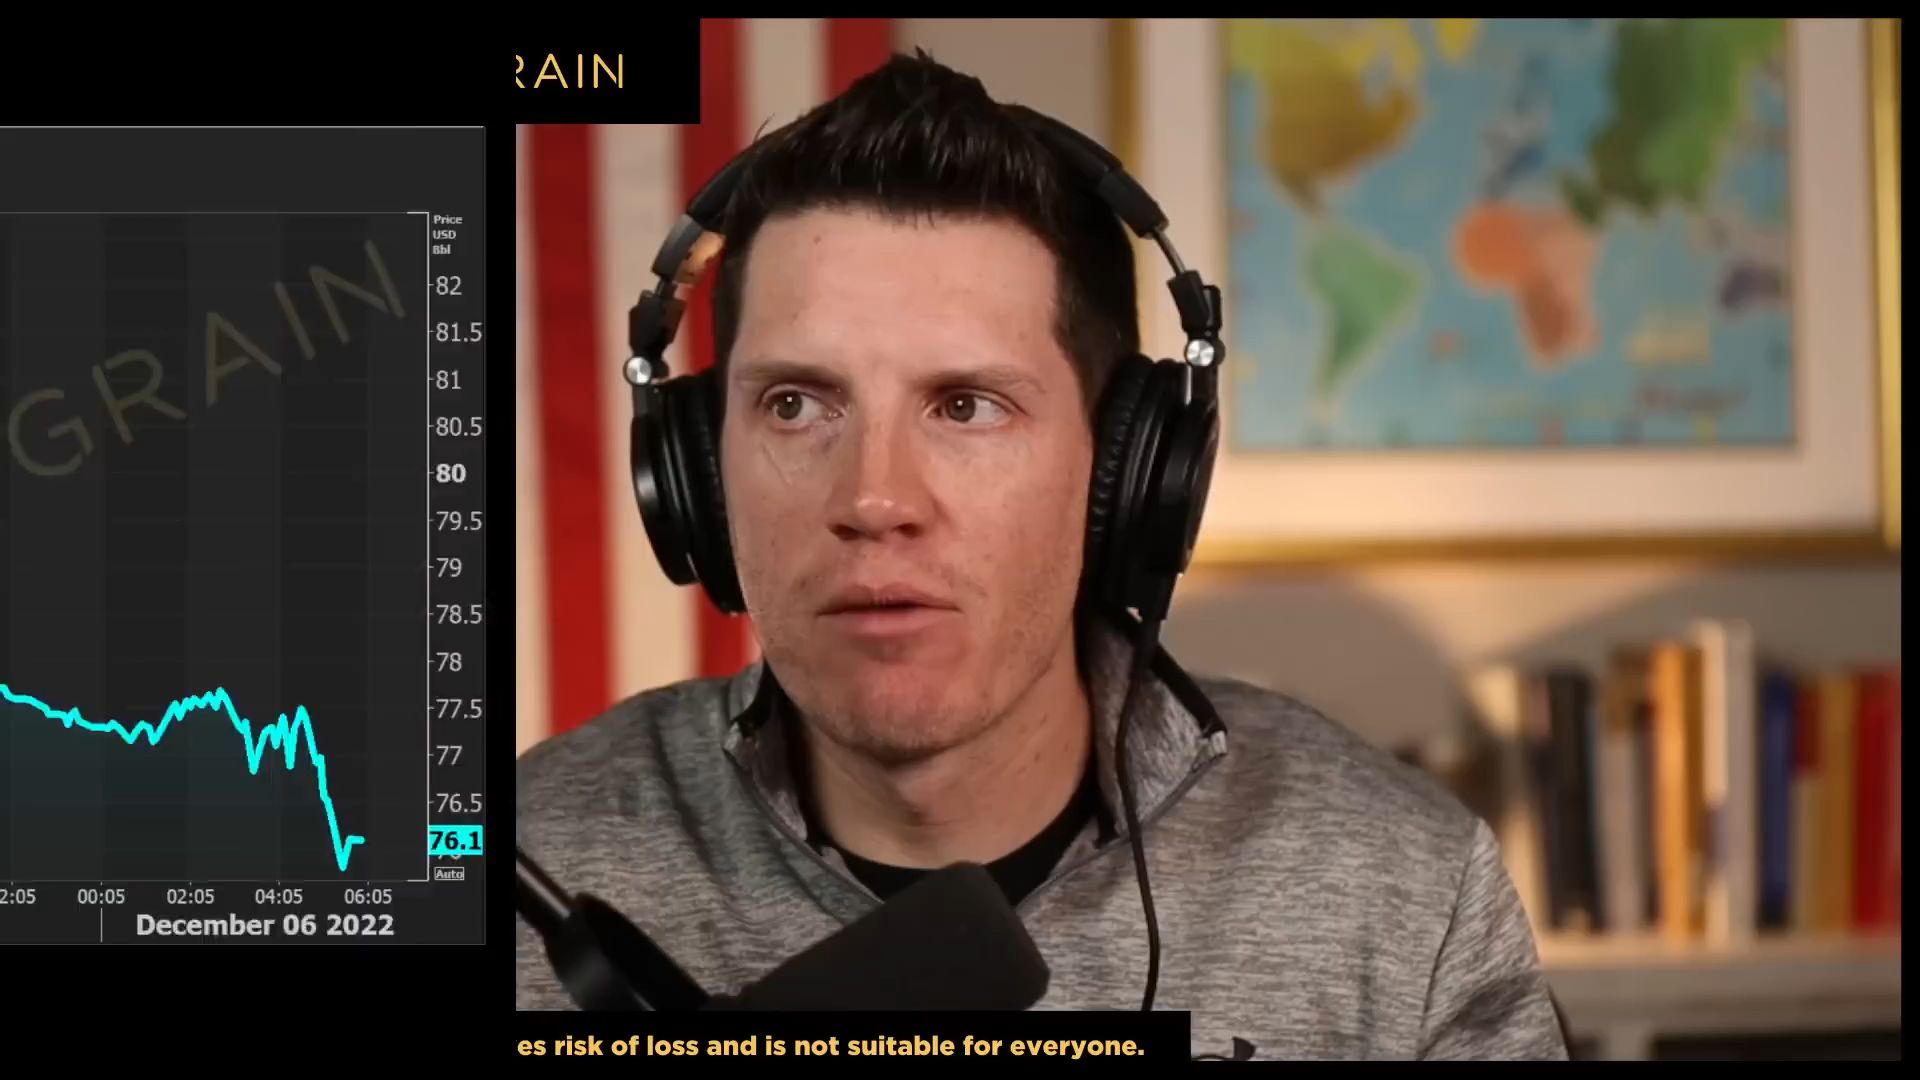 RAIN
GRAIN
Price
USD
Bbl
82
81.5
81
80.5
80
79.5
79
78.5
78
77.5
77
76.5
76.1
Auto
2:05
00:05
02:05
04:05
06:05
December 06 2022
es risk of loss and is not suitable for everyone.